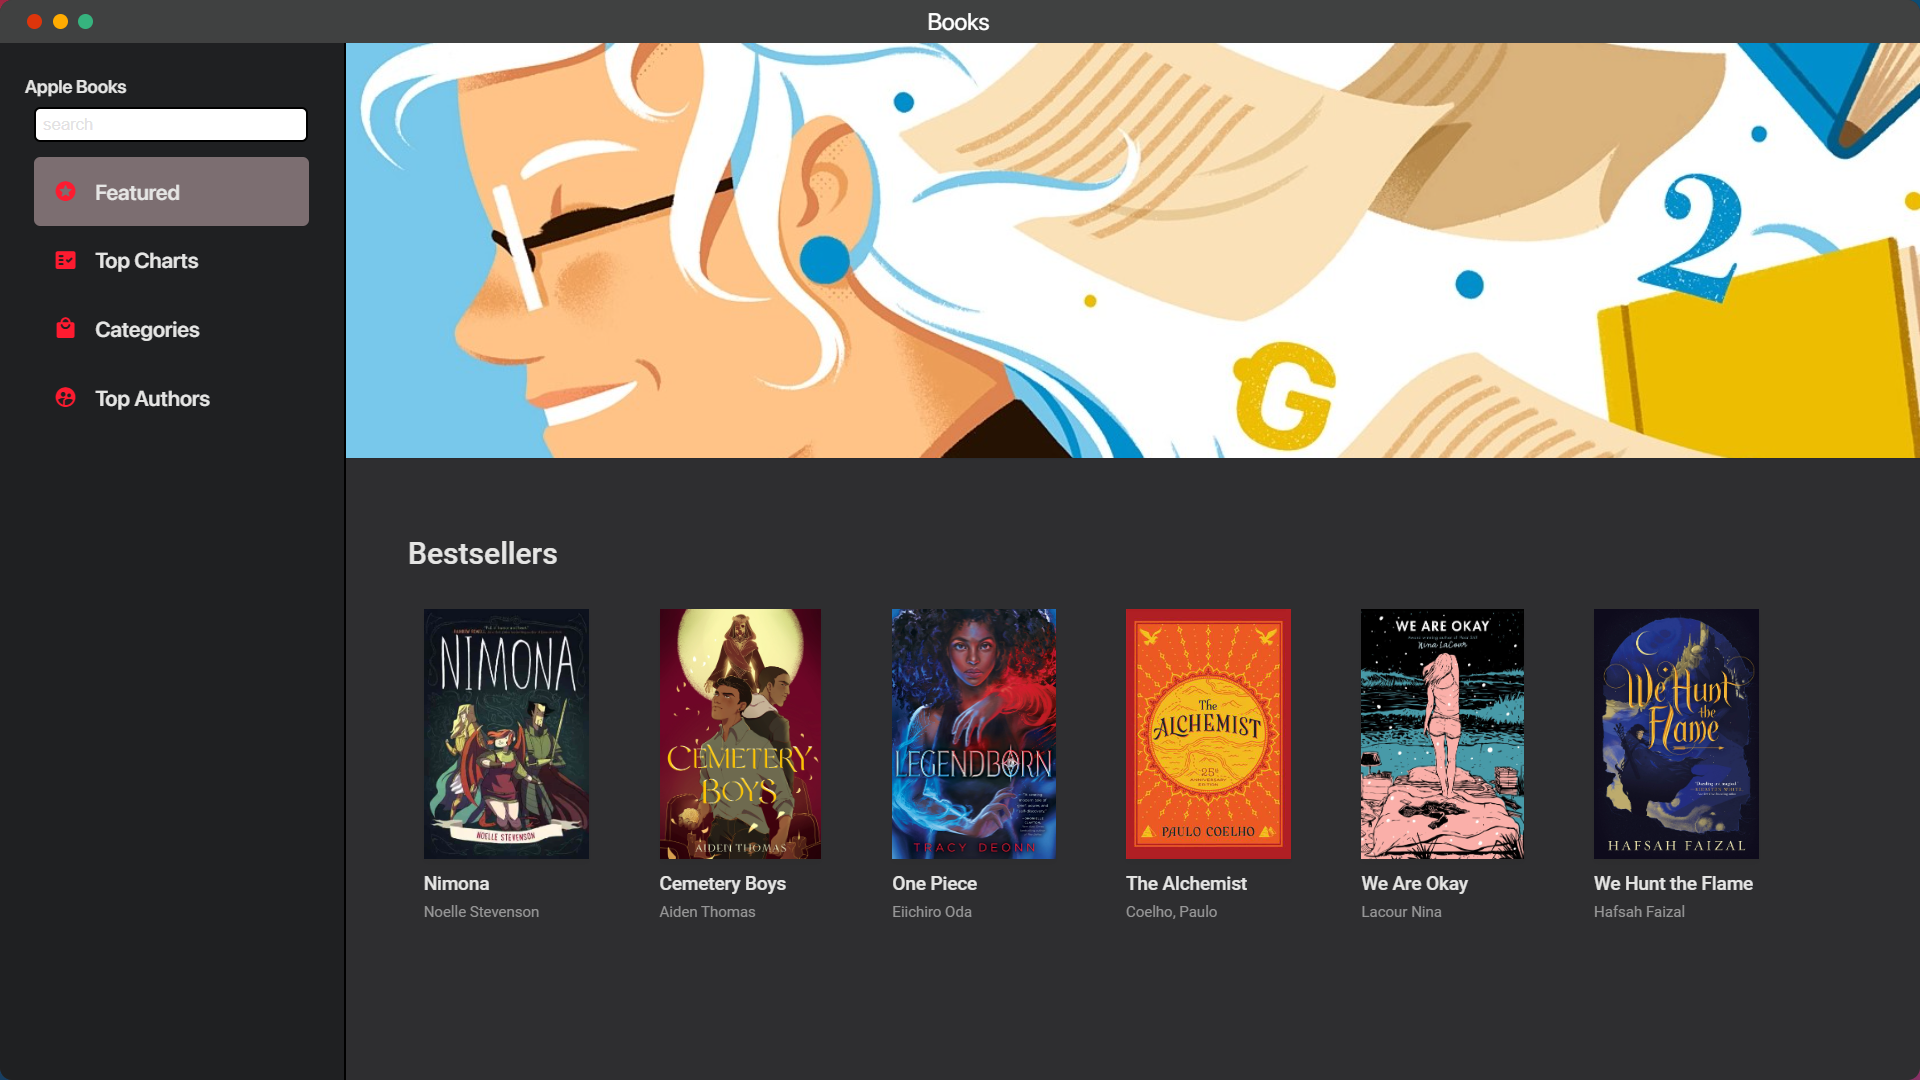 Books
Apple Books
search
Featured
Top Charts
Categories
Top Authors
2
G
Bestsellers
NIMONA
NOELLE STEVENSON
Nimona
Noelle Stevenson
CEMETERY
BOYS
AIDEN THOMAS
Cemetery Boys
Aiden Thomas
LEGENDBORN
TRACY DEONN
One Piece
Eiichiro Oda
The
ALCHEMIST
25th
ANNIVERSARY
EDITION
PAULO COELHO
The Alchemist
Coelho, Paulo
WE ARE OKAY
Nina LaCour
We Are Okay
Lacour Nina
We Hunt
the
Flame
HAFSAH FAIZAL
We Hunt the Flame
Hafsah Faizal